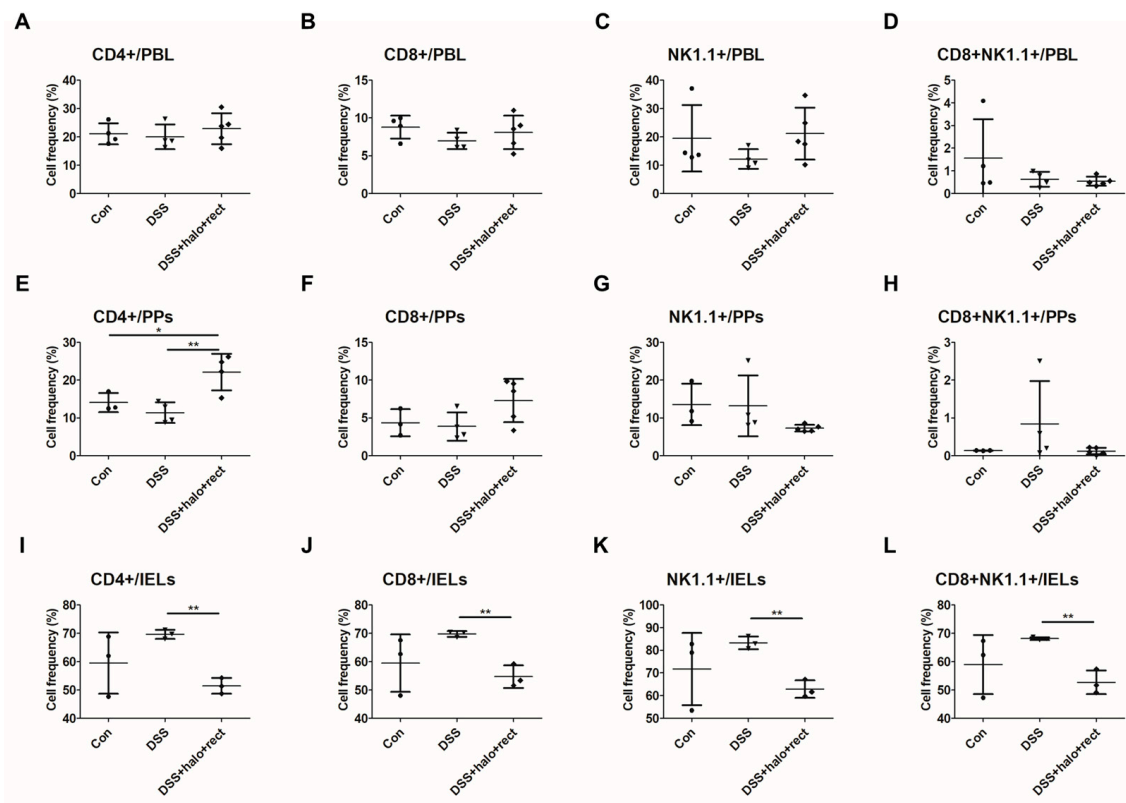 A
B
C
D
CD4+/PBL
CD8+/PBL
NK1.1+/PBL
CD8+NK1.1+/PBL
Cell frequency (%)
40
30
20
10
0
Con
DSS
DSS+halo+rect
Cell frequency (%)
15
10
5
0
Con
DSS
DSS+halo+rect
Cell frequency (%)
40
30
20
10
0
Con
DSS
DSS+halo+rect
Cell frequency (%)
5
4
3
2
1
0
Con
DSS
DSS+halo+rect
E
F
G
H
CD4+/PPs
CD8+/PPs
NK1.1+/PPs
CD8+NK1.1+/PPs
Cell frequency (%)
30
20
10
0
*
**
Con
DSS
DSS+halo+rect
Cell frequency (%)
15
10
5
0
Con
DSS
DSS+halo+rect
Cell frequency (%)
30
20
10
0
Con
DSS
DSS+halo+rect
Cell frequency (%)
3
2
1
0
Con
DSS
DSS+halo+rect
I
J
K
L
CD4+/IELs
CD8+/IELs
NK1.1+/IELs
CD8+NK1.1+/IELs
Cell frequency (%)
80
70
60
50
40
**
Con
DSS
DSS+halo+rect
Cell frequency (%)
80
70
60
50
40
**
Con
DSS
DSS+halo+rect
Cell frequency (%)
100
90
80
70
60
50
**
Con
DSS
DSS+halo+rect
Cell frequency (%)
80
70
60
50
40
**
Con
DSS
DSS+halo+rect